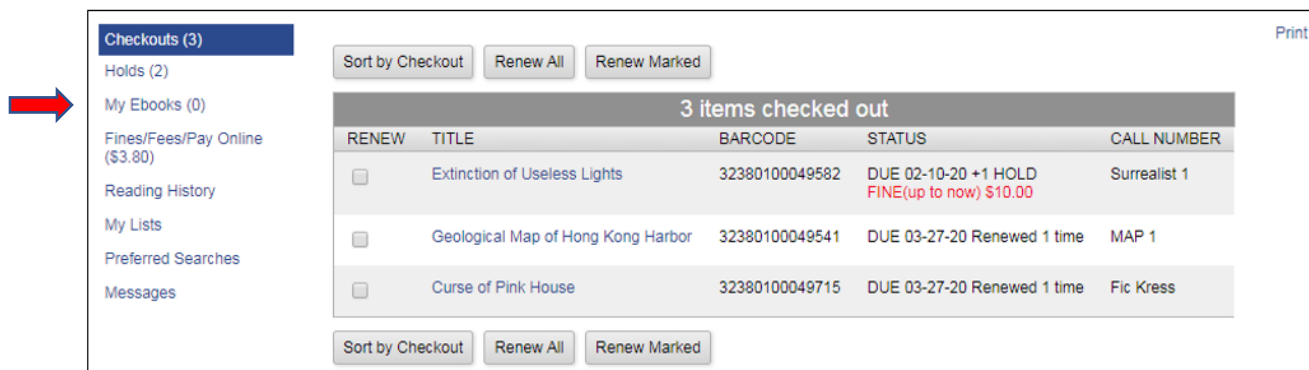 Print
Checkouts (3)
Holds (2)
My Ebooks (0)
Fines/Fees/Pay Online
($3.80)
Reading History
My Lists
Preferred Searches
Messages
Sort by Checkout Renew All Renew Marked
3 items checked out
RENEW TITLE BARCODE STATUS CALL NUMBER
Extinction of Useless Lights 32380100049582 DUE 02-10-20 +1 HOLD Surrealist 1
FINE(up to now) $10.00
Geological Map of Hong Kong Harbor 32380100049541 DUE 03-27-20 Renewed 1 time MAP 1
Curse of Pink House 32380100049715 DUE 03-27-20 Renewed 1 time Fic Kress
Sort by Checkout Renew All Renew Marked